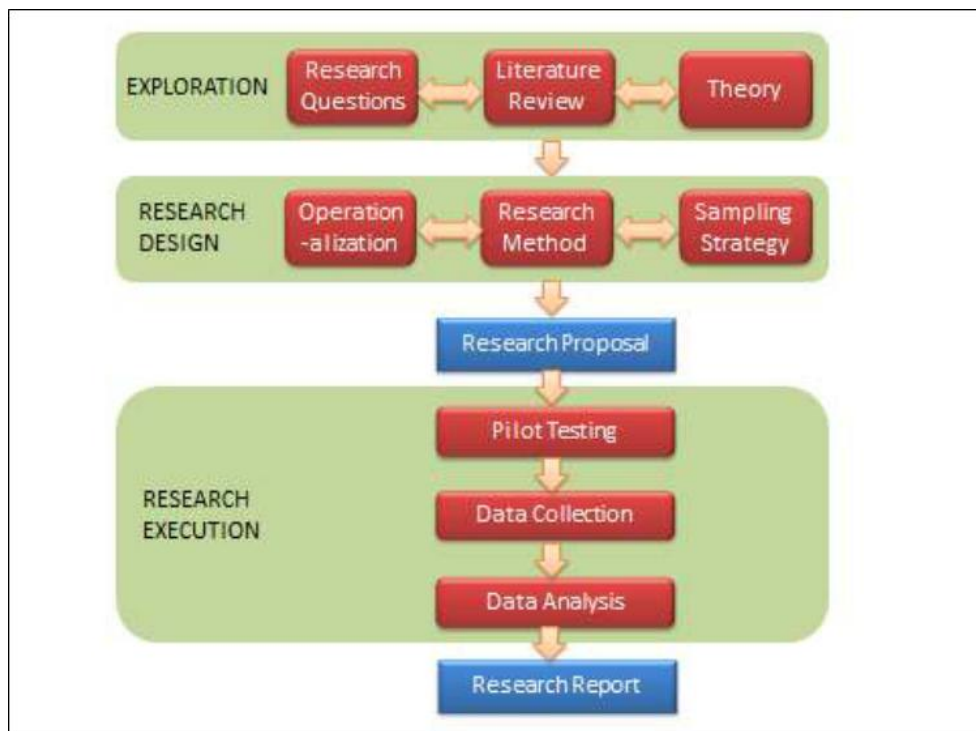 EXPLORATION
Research
Questions
Literature
Review
Theory
RESEARCH
DESIGN
Operation
-alization
Research
Method
Sampling
Strategy
Research Proposal
RESEARCH
EXECUTION
Pilot Testing
Data Collection
Data Analysis
Research Report